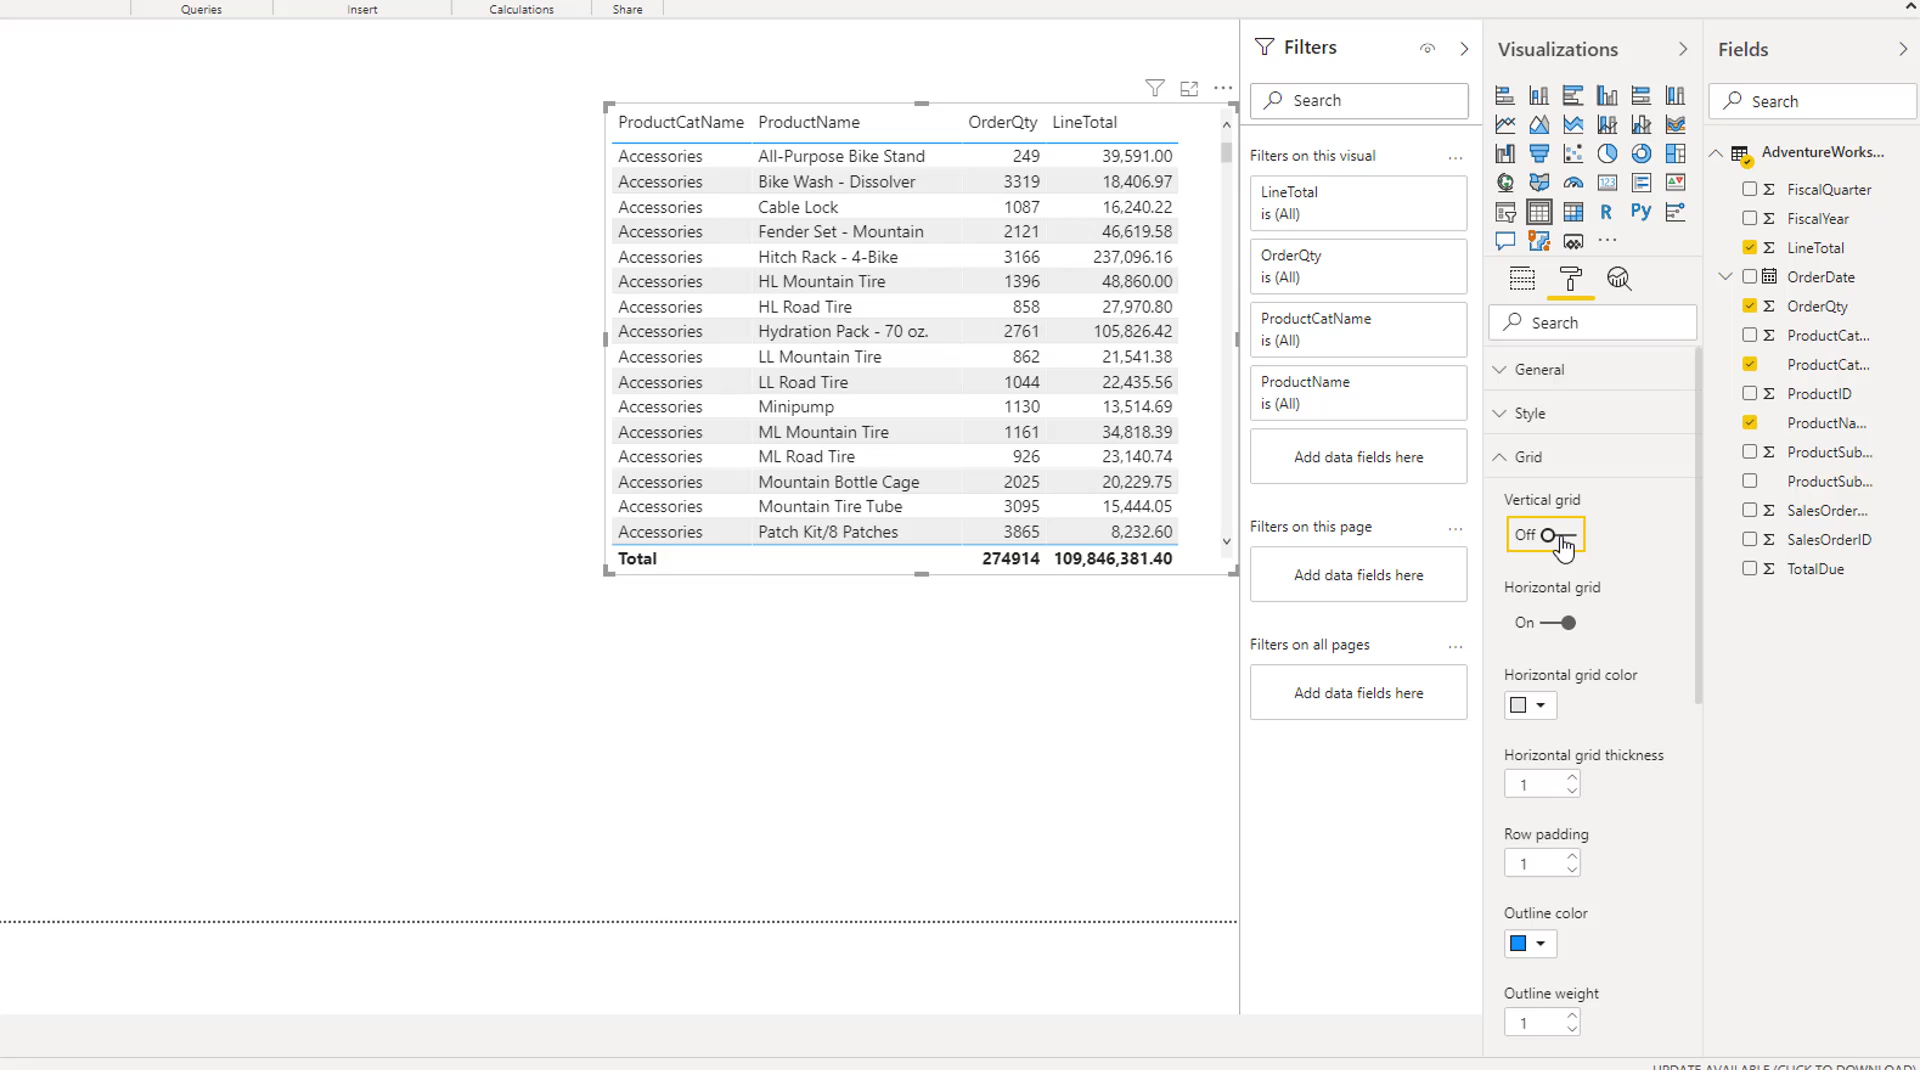 Queries Insert Calculations Share
Filters
Search
Filters on this visual ...
LineTotal
is (All)
OrderQty
is (All)
ProductCatName
is (All)
ProductName
is (All)
Add data fields here
Filters on this page ...
Add data fields here
Filters on all pages ...
Add data fields here
ProductCatName ProductName OrderQty LineTotal
Accessories All-Purpose Bike Stand 249 39,591.00
Accessories Bike Wash - Dissolver 3319 18,406.97
Accessories Cable Lock 1087 16,240.22
Accessories Fender Set - Mountain 2121 46,619.58
Accessories Hitch Rack - 4-Bike 3166 237,096.16
Accessories HL Mountain Tire 1396 48,860.00
Accessories HL Road Tire 858 27,970.80
Accessories Hydration Pack - 70 oz. 2761 105,826.42
Accessories LL Mountain Tire 862 21,541.38
Accessories LL Road Tire 1044 22,435.56
Accessories Minipump 1130 13,514.69
Accessories ML Mountain Tire 1161 34,818.39
Accessories ML Road Tire 926 23,140.74
Accessories Mountain Bottle Cage 2025 20,229.75
Accessories Mountain Tire Tube 3095 15,444.05
Accessories Patch Kit/8 Patches 3865 8,232.60
Total 274914 109,846,381.40
Visualizations
123
R Py
...
Search
General
Style
Grid
Vertical grid
Off
Horizontal grid
On
Horizontal grid color
Horizontal grid thickness
1
Row padding
1
Outline color
Outline weight
1
Fields
Search
AdventureWorks...
Σ FiscalQuarter
Σ FiscalYear
Σ LineTotal
OrderDate
Σ OrderQty
Σ ProductCat...
ProductCat...
Σ ProductID
ProductNa...
Σ ProductSub...
ProductSub...
Σ SalesOrder...
Σ SalesOrderID
Σ TotalDue
UPDATE AVAILABLE (CLICK TO DOWNLOAD)